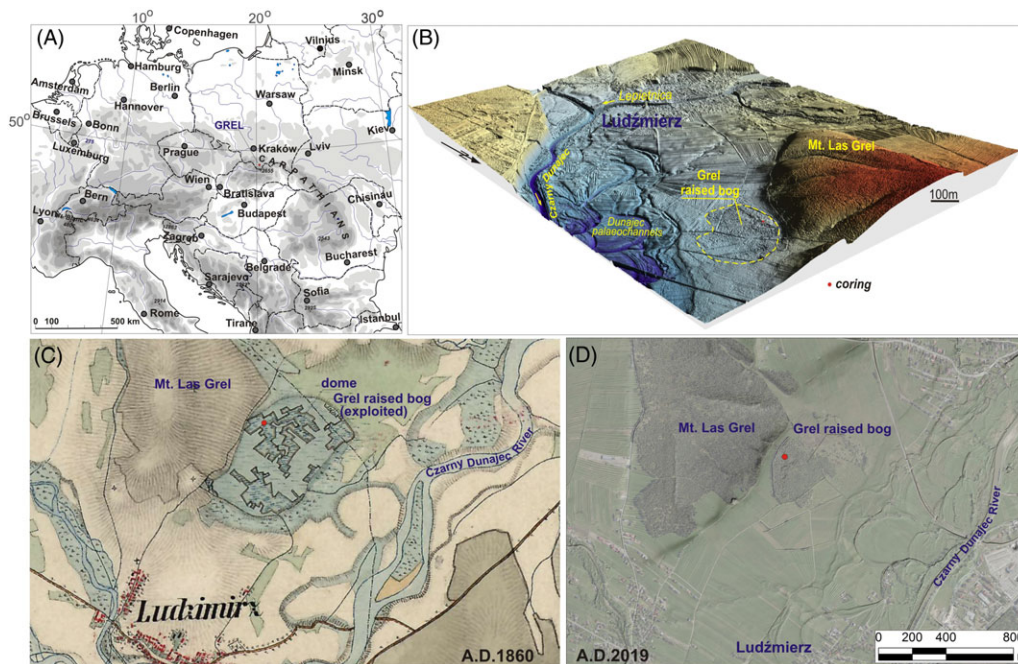 10°
20°
30°
(A)
Copenhagen
Vilnius
Hamburg
Minsk
Amsterdam
Berlin
Hannover
Warsaw
50°
Brussels
Bonn
GREL
Kiev
Luxemburg
Prague
Kraków
Lviv
CARPATHIANS
Wien
Bratislava
Chisinau
Bern
Budapest
Lyon
Zagreb
Bucharest
Belgrade
Sarajevo
Sofia
Rome
Istanbul
Tirane
0 100 500 km
(B)
Lepietnica
Ludźmierz
Mt. Las Grel
Czarny Dunajec
Grel
raised bog
100m
Dunajec
palaeochannels
coring
(C)
Mt. Las Grel
dome
Grel raised bog
(exploited)
Czarny Dunajec River
Ludzimirz
A.D.1860
(D)
Mt. Las Grel
Grel raised bog
Czarny Dunajec River
Ludźmierz
A.D.2019
0 200 400 800